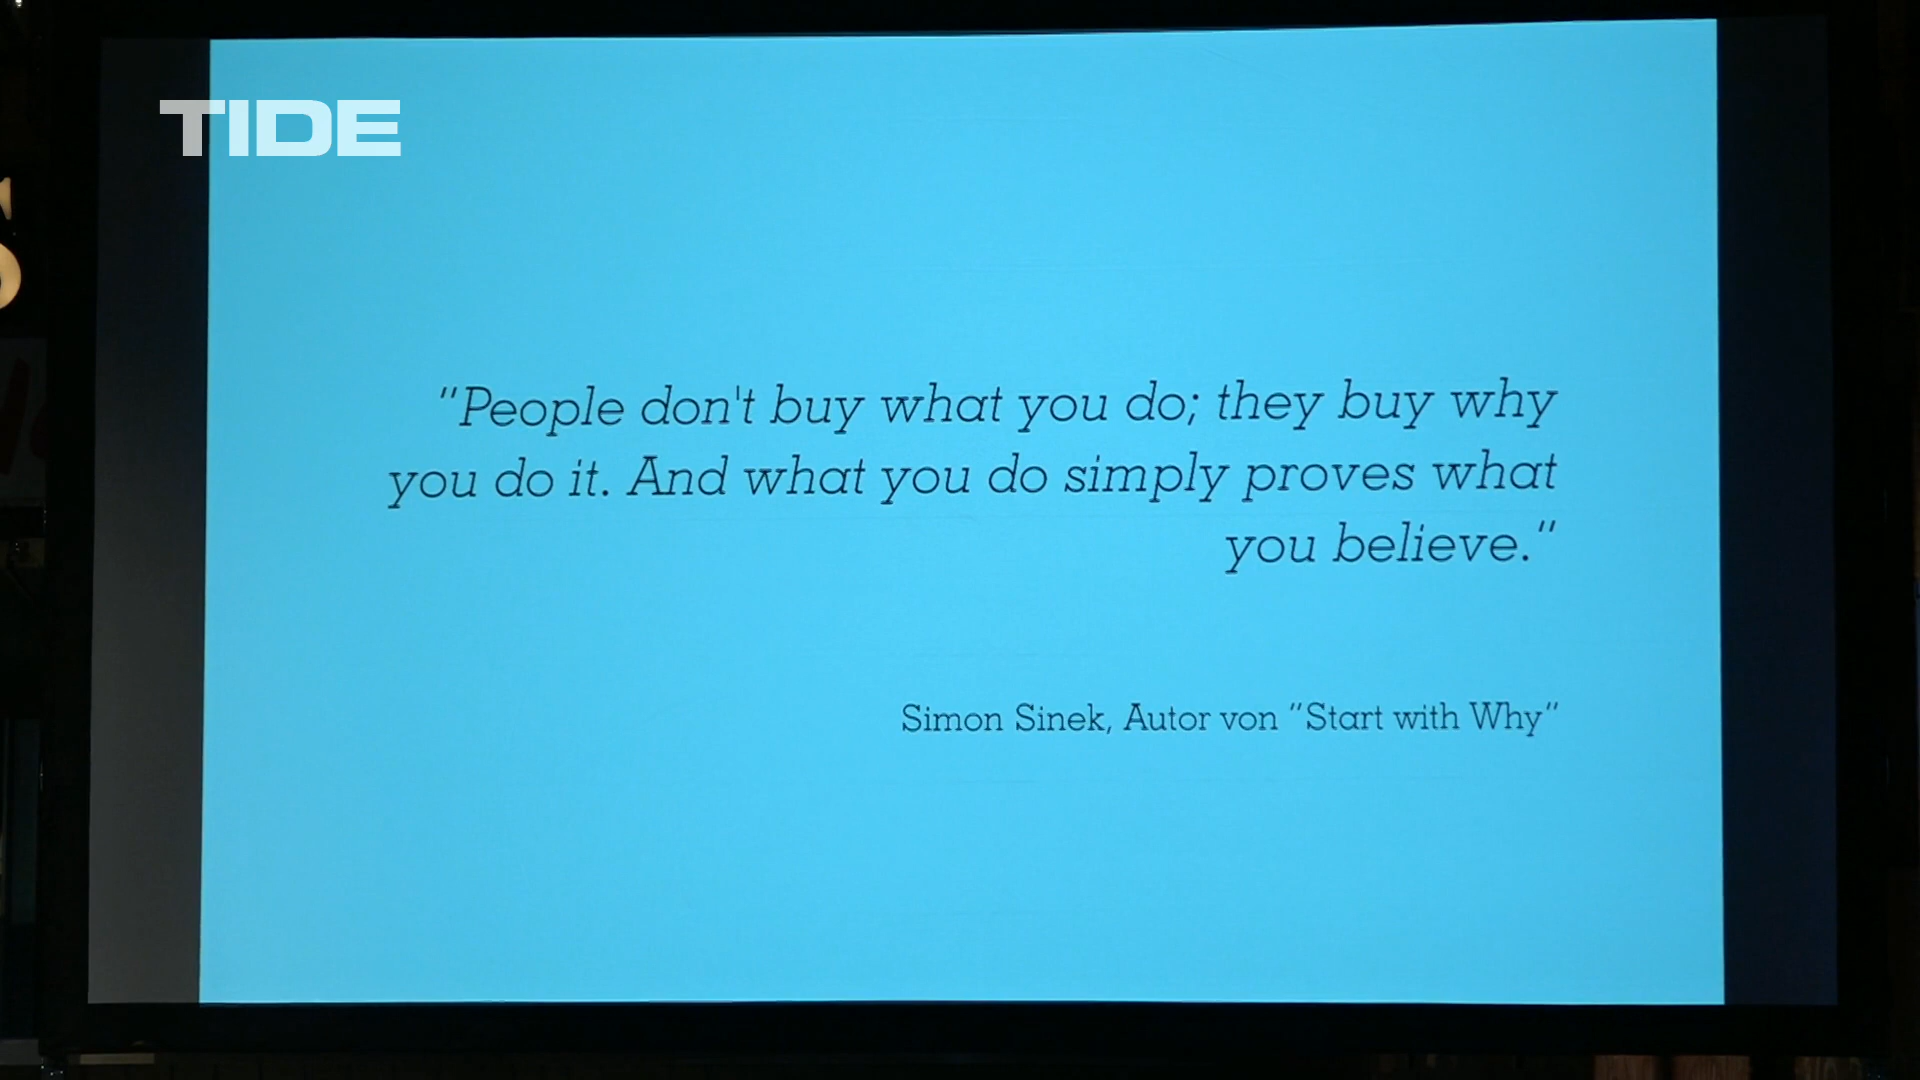 TIDE
"People don't buy what you do; they buy why
you do it. And what you do simply proves what
you believe."
Simon Sinek, Autor von "Start with Why"